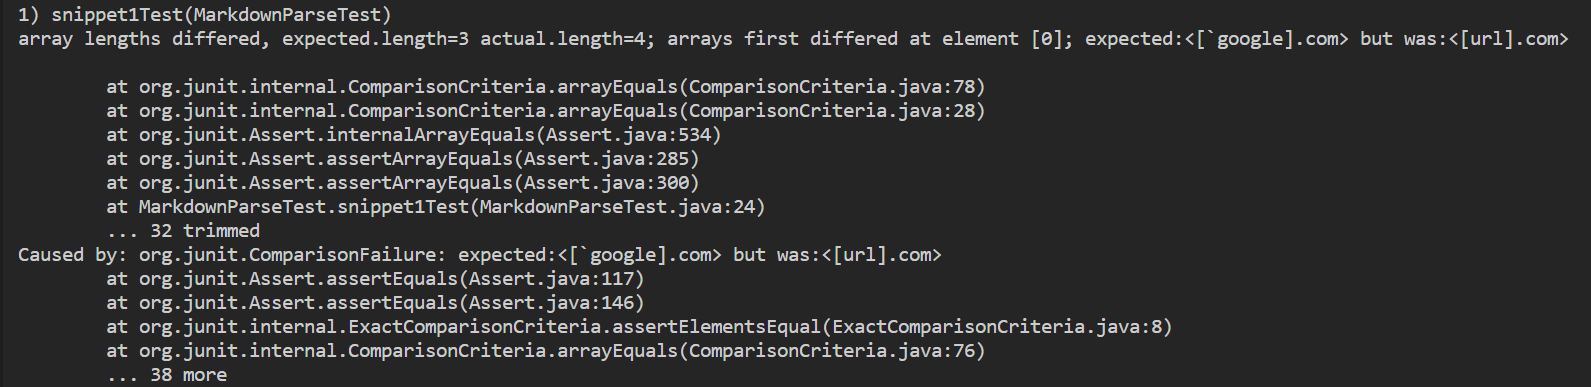 1) snippet1Test(MarkdownParseTest)
array lengths differed, expected.length=3 actual.length=4; arrays first differed at element [0]; expected:<[`google].com> but was:<[url].com>
at org.junit.internal.ComparisonCriteria.arrayEquals(ComparisonCriteria.java:78)
at org.junit.internal.ComparisonCriteria.arrayEquals(ComparisonCriteria.java:28)
at org.junit.Assert.internalArrayEquals(Assert.java:534)
at org.junit.Assert.assertArrayEquals(Assert.java:285)
at org.junit.Assert.assertArrayEquals(Assert.java:300)
at MarkdownParseTest.snippet1Test(MarkdownParseTest.java:24)
... 32 trimmed
Caused by: org.junit.ComparisonFailure: expected:<[`google].com> but was:<[url].com>
at org.junit.Assert.assertEquals(Assert.java:117)
at org.junit.Assert.assertEquals(Assert.java:146)
at org.junit.internal.ExactComparisonCriteria.assertElementsEqual(ExactComparisonCriteria.java:8)
at org.junit.internal.ComparisonCriteria.arrayEquals(ComparisonCriteria.java:76)
... 38 more